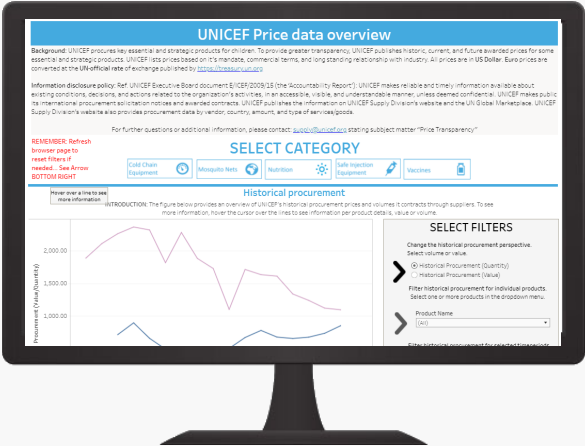 UNICEF Price data overview
Background: UNICEF procures key essential and strategic products for children. To provide greater transparency, UNICEF publishes historic, current, and future awarded prices for some
essential and strategic products. UNICEF lists prices based on it's mandate, commercial terms, and long standing relationship with industry. All prices are in US Dollar. Euro prices are
converted at the UN-official rate of exchange published by https://treasury.un.org
Information disclosure policy: Ref. UNICEF Executive Board document E/ICEF/2009/15 (the 'Accountability Report'): UNICEF makes reliable and timely information available about
existing conditions, decisions, and actions related to the organization's activities, in an accessible, visible, and understandable manner, unless deemed confidential. UNICEF makes public
its international procurement solicitation notices and awarded contracts. UNICEF publishes the information on UNICEF Supply Division's website and the UN Global Marketplace. UNICEF
Supply Division's website also provides procurement data by vendor, country, amount, and type of services/goods.
For further questions or additional information, please contact: supply@unicef.org stating subject matter "Price Transparency"
REMEMBER: Refresh
browser page to
reset filters if
needed... See Arrow
BOTTOM RIGHT
SELECT CATEGORY
Cold Chain
Equipment
Mosquito Nets
Nutrition
Safe Injection
Equipment
Vaccines
Hover over a line to see
more information
Historical procurement
INTRODUCTION: The figure below provides an overview of UNICEF's historical procurement prices and volumes it contracts through suppliers. To see
more information, hover the cursor over the lines to see information per product details, value or volume.
Procurement (Value/Quantity)
2,000.00
1,500.00
1,000.00
SELECT FILTERS
Change the historical procurement perspective.
Select volume or value.
Historical Procurement (Quantity)
Historical Procurement (Value)
Filter historical procurement for individual products.
Select one or more products in the dropdown menu.
Product Name
(All)
Filter historical procurement for selected timeperiods